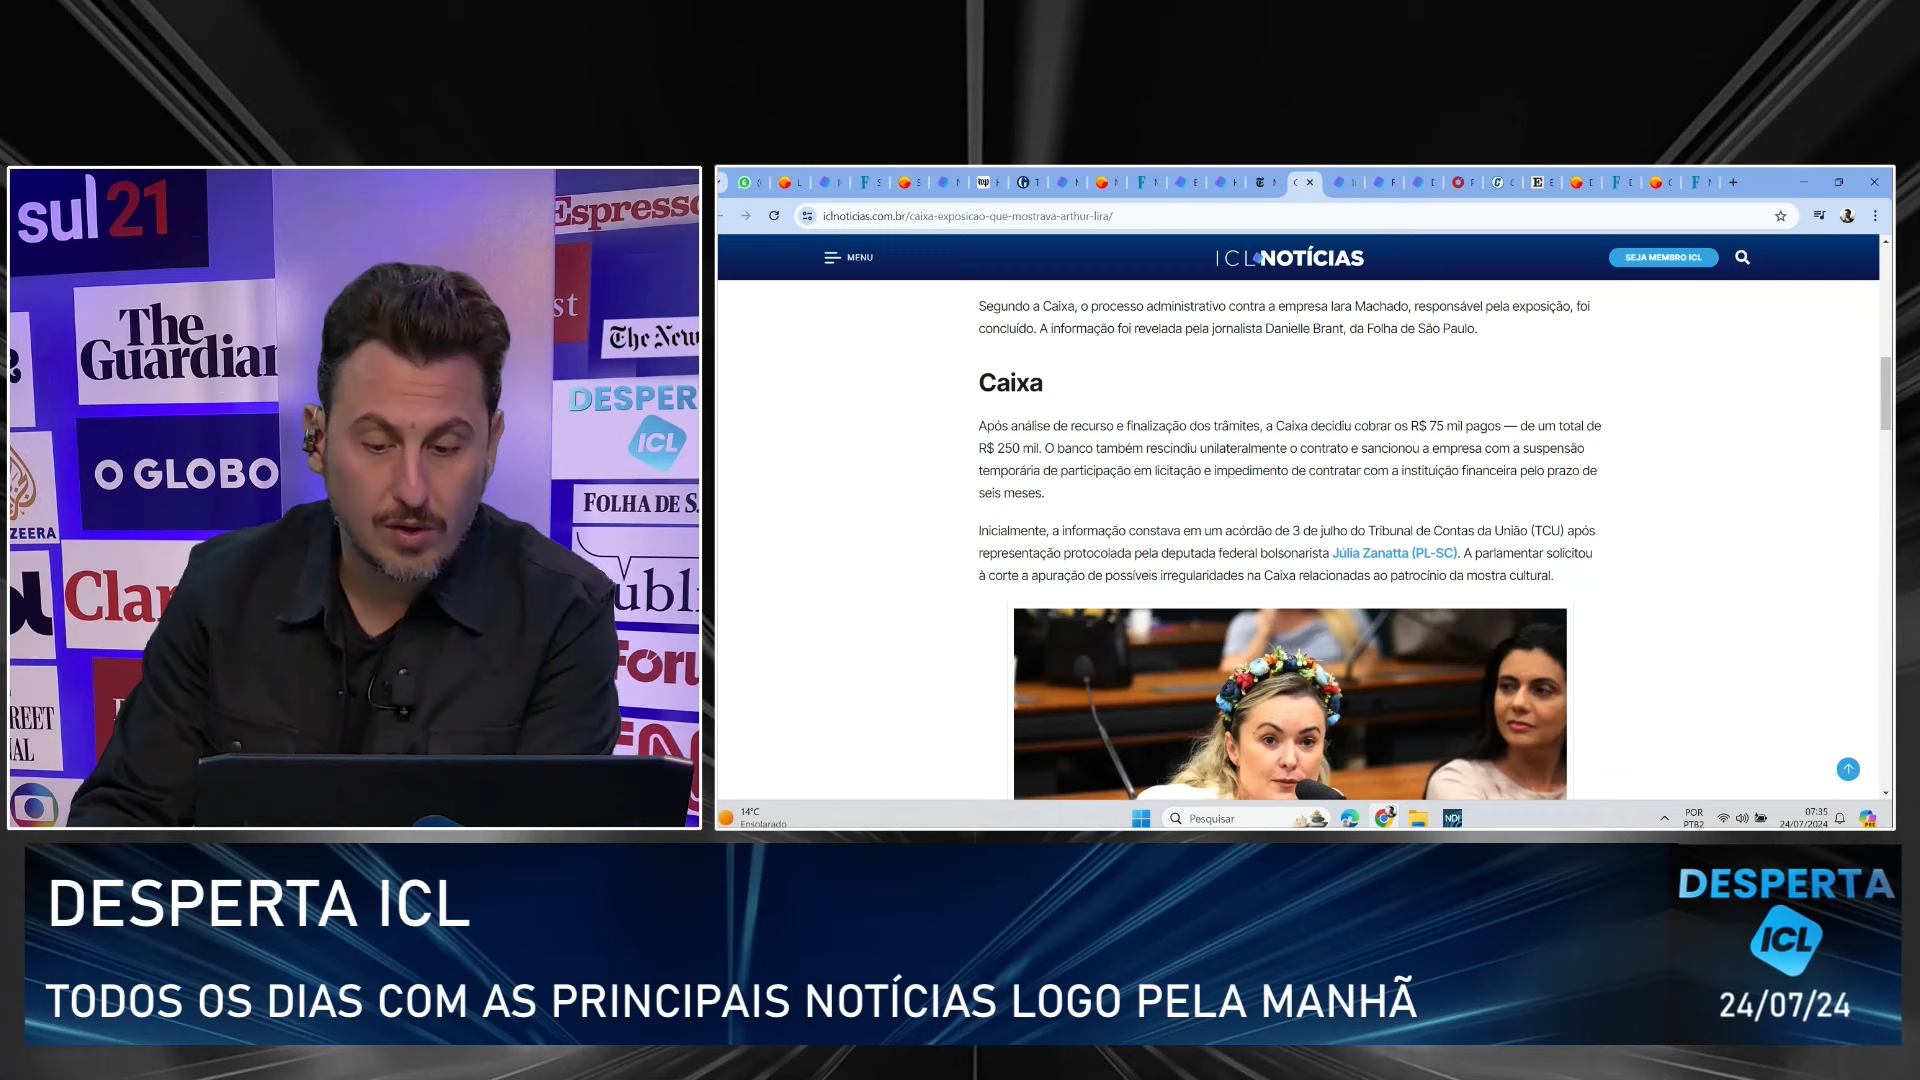 sul21
The
Guardian
O GLOBO
ZEERA
REET
Espresso
st
The New
DESPER
ICL
FOLHA DE S.
ubli
iclnoticias.com.br/caixa-exposicao-que-mostrava-arthur-lira/
MENU
ICL NOTÍCIAS
SEJA MEMBRO ICL
Segundo a Caixa, o processo administrativo contra a empresa Iara Machado, responsável pela exposição, foi
concluído. A informação foi revelada pela jornalista Danielle Brant, da Folha de São Paulo.
Caixa
Após análise de recurso e finalização dos trâmites, a Caixa decidiu cobrar os R$ 75 mil pagos — de um total de
R$ 250 mil. O banco também rescindiu unilateralmente o contrato e sancionou a empresa com a suspensão
temporária de participação em licitação e impedimento de contratar com a instituição financeira pelo prazo de
seis meses.
Inicialmente, a informação constava em um acórdão de 3 de julho do Tribunal de Contas da União (TCU) após
representação protocolada pela deputada federal bolsonarista Júlia Zanatta (PL-SC). A parlamentar solicitou
à corte a apuração de possíveis irregularidades na Caixa relacionadas ao patrocínio da mostra cultural.
14°C
Ensolarado
Pesquisar
POR
PTB2
07:35
24/07/2024
DESPERTA ICL
TODOS OS DIAS COM AS PRINCIPAIS NOTÍCIAS LOGO PELA MANHÃ
DESPERTA
ICL
24/07/24